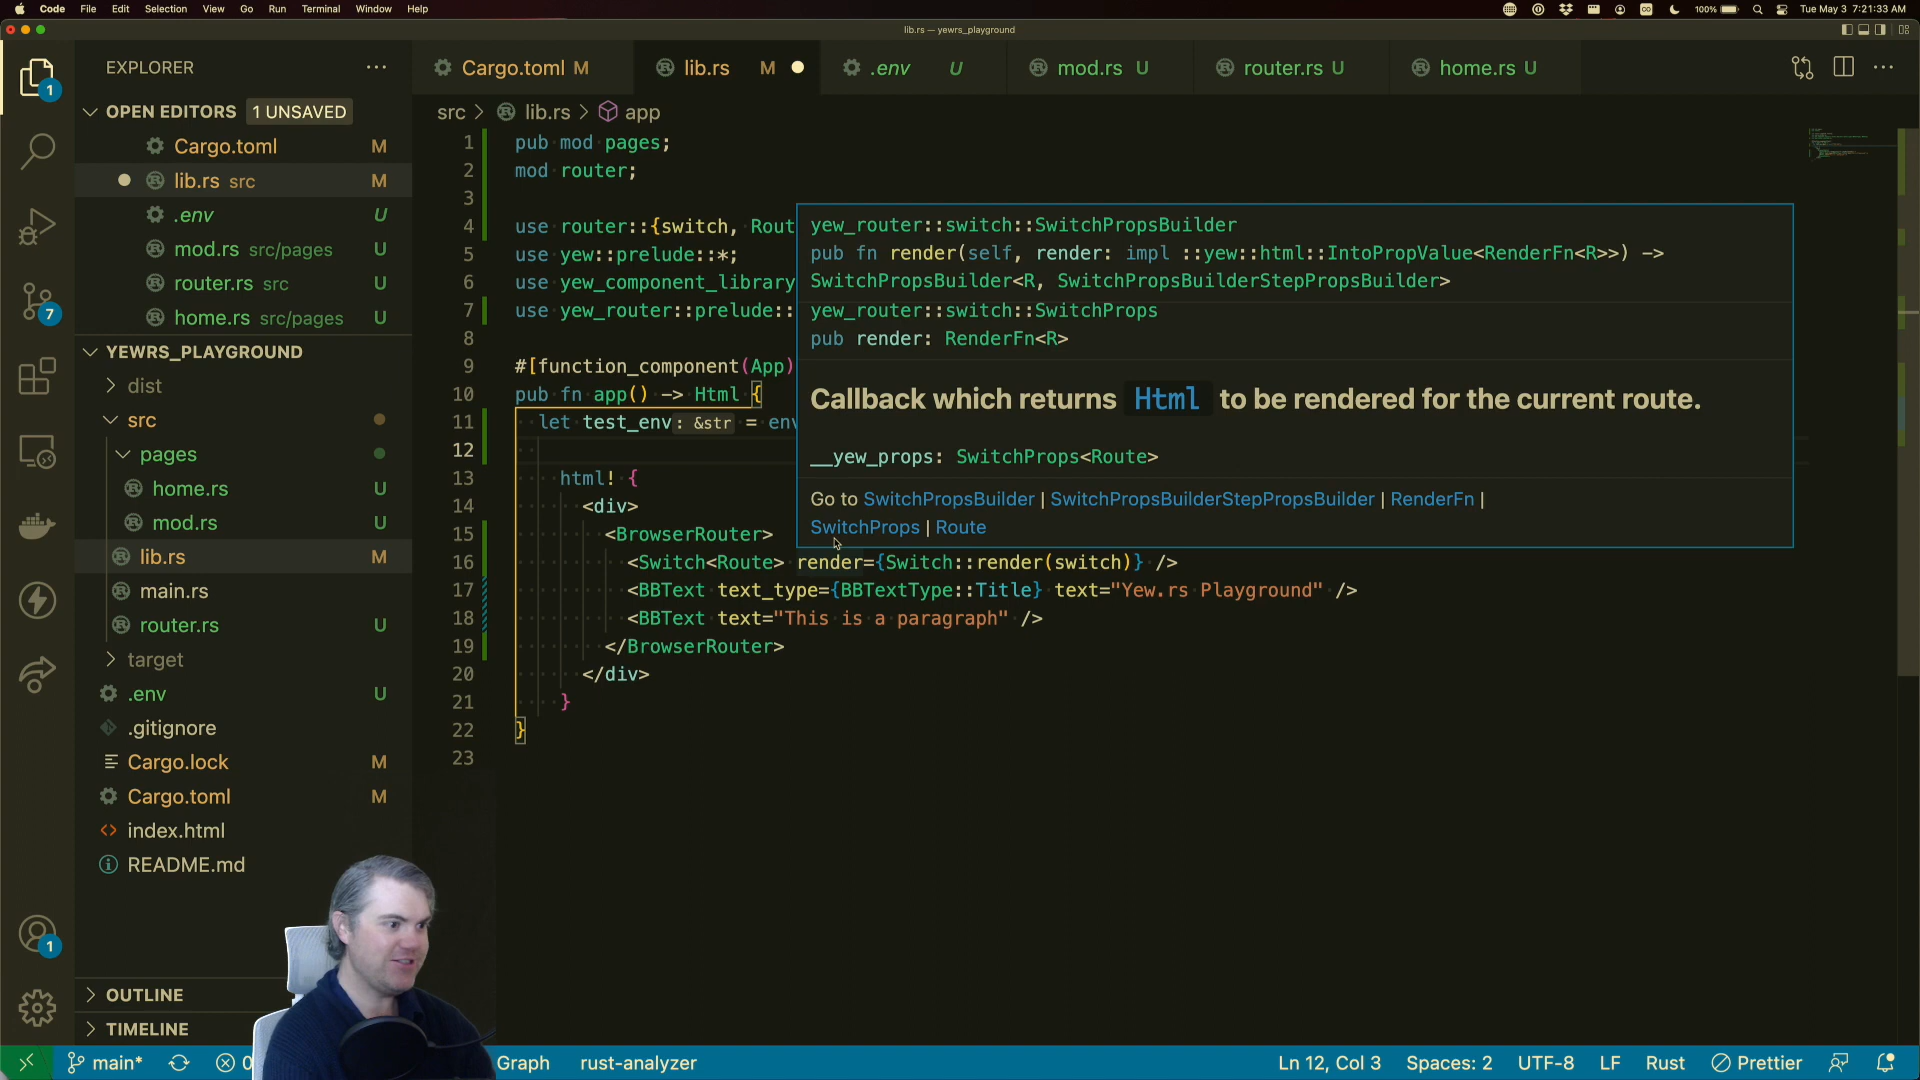 Code File Edit Selection View Go Run Terminal Window Help 100% Tue May 3 7:21:33 AM
lib.rs — yewrs_playground
EXPLORER
Cargo.toml M lib.rs M .env U mod.rs U router.rs U home.rs U
OPEN EDITORS 1 UNSAVED
src > lib.rs > app
Cargo.toml M
lib.rs src M
.env U
mod.rs src/pages U
router.rs src U
home.rs src/pages U
YEWRS_PLAYGROUND
dist
src
pages
home.rs U
mod.rs U
lib.rs M
main.rs
router.rs U
target
.env U
.gitignore
Cargo.lock M
Cargo.toml M
index.html
README.md
OUTLINE
TIMELINE
1
7
1
1 pub mod pages;
2 mod router;
3
4 use router::{switch, Rout
5 use yew::prelude::*;
6 use yew_component_library
7 use yew_router::prelude::
8
9 #[function_component(App)
10 pub fn app() -> Html {
11 let test_env: &str = env
12
13 html! {
14 <div>
15 <BrowserRouter>
16 <Switch<Route> render={Switch::render(switch)} />
17 <BBText text_type={BBTextType::Title} text="Yew.rs Playground" />
18 <BBText text="This is a paragraph" />
19 </BrowserRouter>
20 </div>
21 }
22 }
23
yew_router::switch::SwitchPropsBuilder
pub fn render(self, render: impl ::yew::html::IntoPropValue<RenderFn<R>>) ->
SwitchPropsBuilder<R, SwitchPropsBuilderStepPropsBuilder>
yew_router::switch::SwitchProps
pub render: RenderFn<R>
Callback which returns Html to be rendered for the current route.
__yew_props: SwitchProps<Route>
Go to SwitchPropsBuilder | SwitchPropsBuilderStepPropsBuilder | RenderFn |
SwitchProps | Route
main* 0 Graph rust-analyzer Ln 12, Col 3 Spaces: 2 UTF-8 LF Rust Prettier